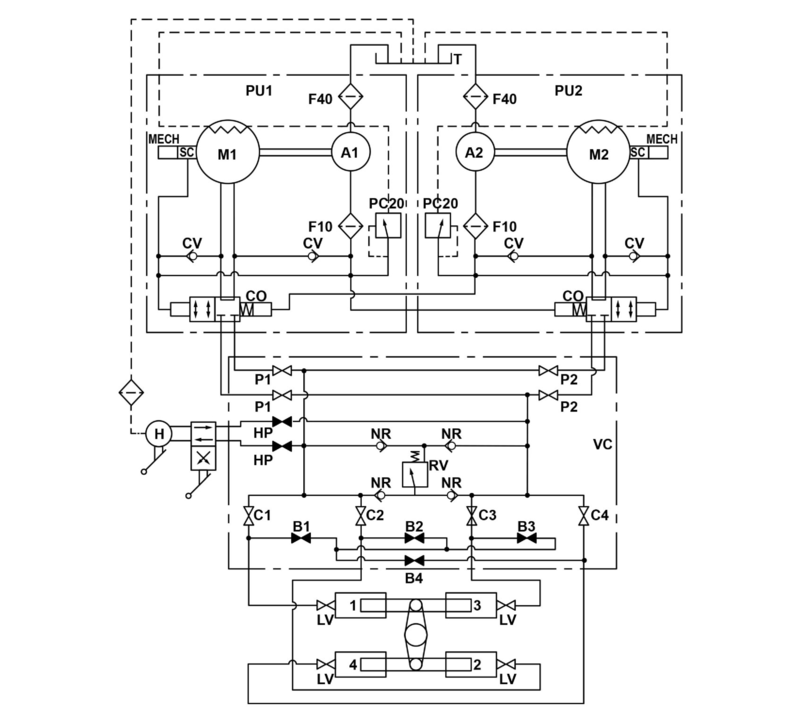 T
PU1 PU2
F40 F40
MECH SC M1 A1 A2 M2 SC MECH
PC20 PC20
F10 F10
CV CV CV CV
CO CO
P1 P2
P1 P2
HP
H NR NR VC
HP
RV
NR NR
C1 C2 C3 C4
B1 B2 B3
B4
1 3
LV LV
4 2
LV LV